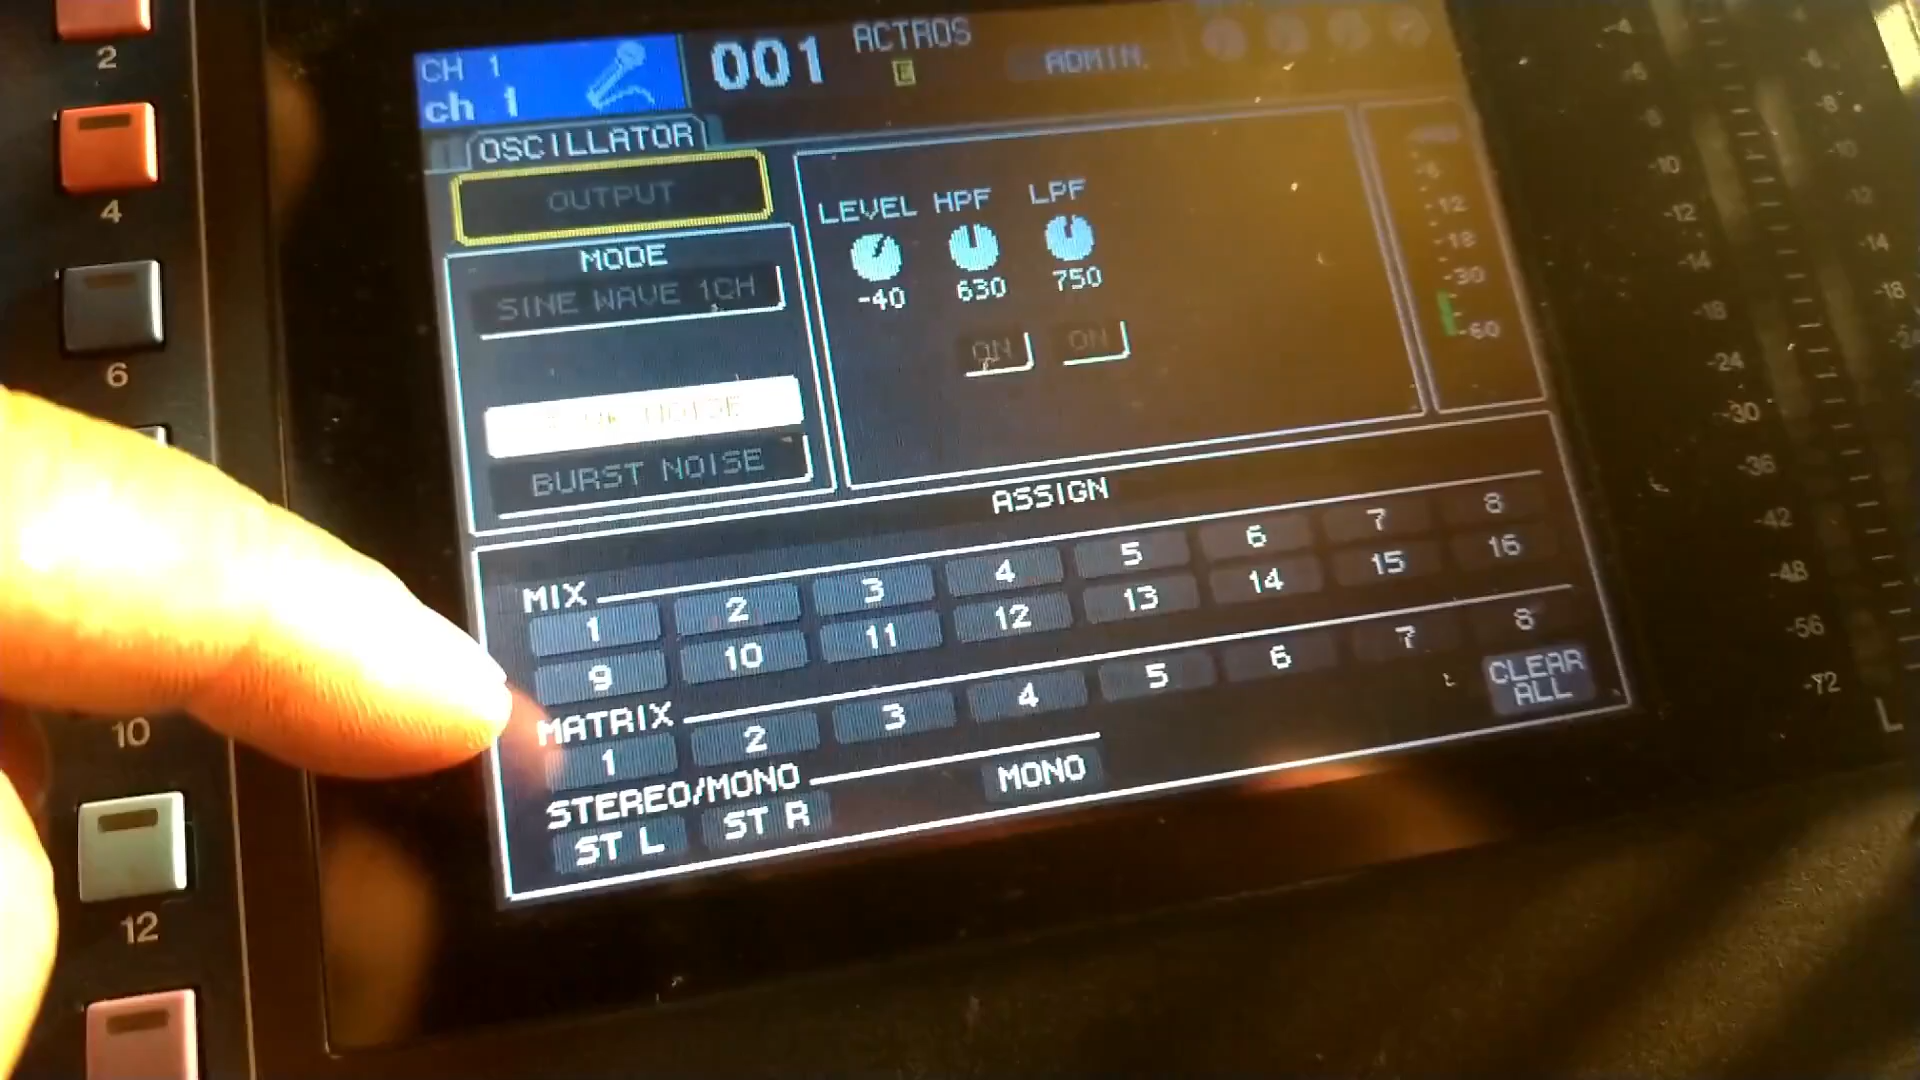 CH 1
ch 1
001
ACTROS
E
ADMIN.
OSCILLATOR
OUTPUT
MODE
SINE WAVE 1CH
PINK NOISE
BURST NOISE
LEVEL HPF LPF
-40 630 750
ON ON
-12
-18
-30
-60
ASSIGN
MIX
1 2 3 4 5 6 7 8
9 10 11 12 13 14 15 16
MATRIX
1 2 3 4 5 6 7 8
STEREO/MONO
ST L ST R MONO
CLEAR
ALL
2
4
6
10
12
-10
-12
-14
-18
-24
-30
-36
-42
-48
-56
-72
L